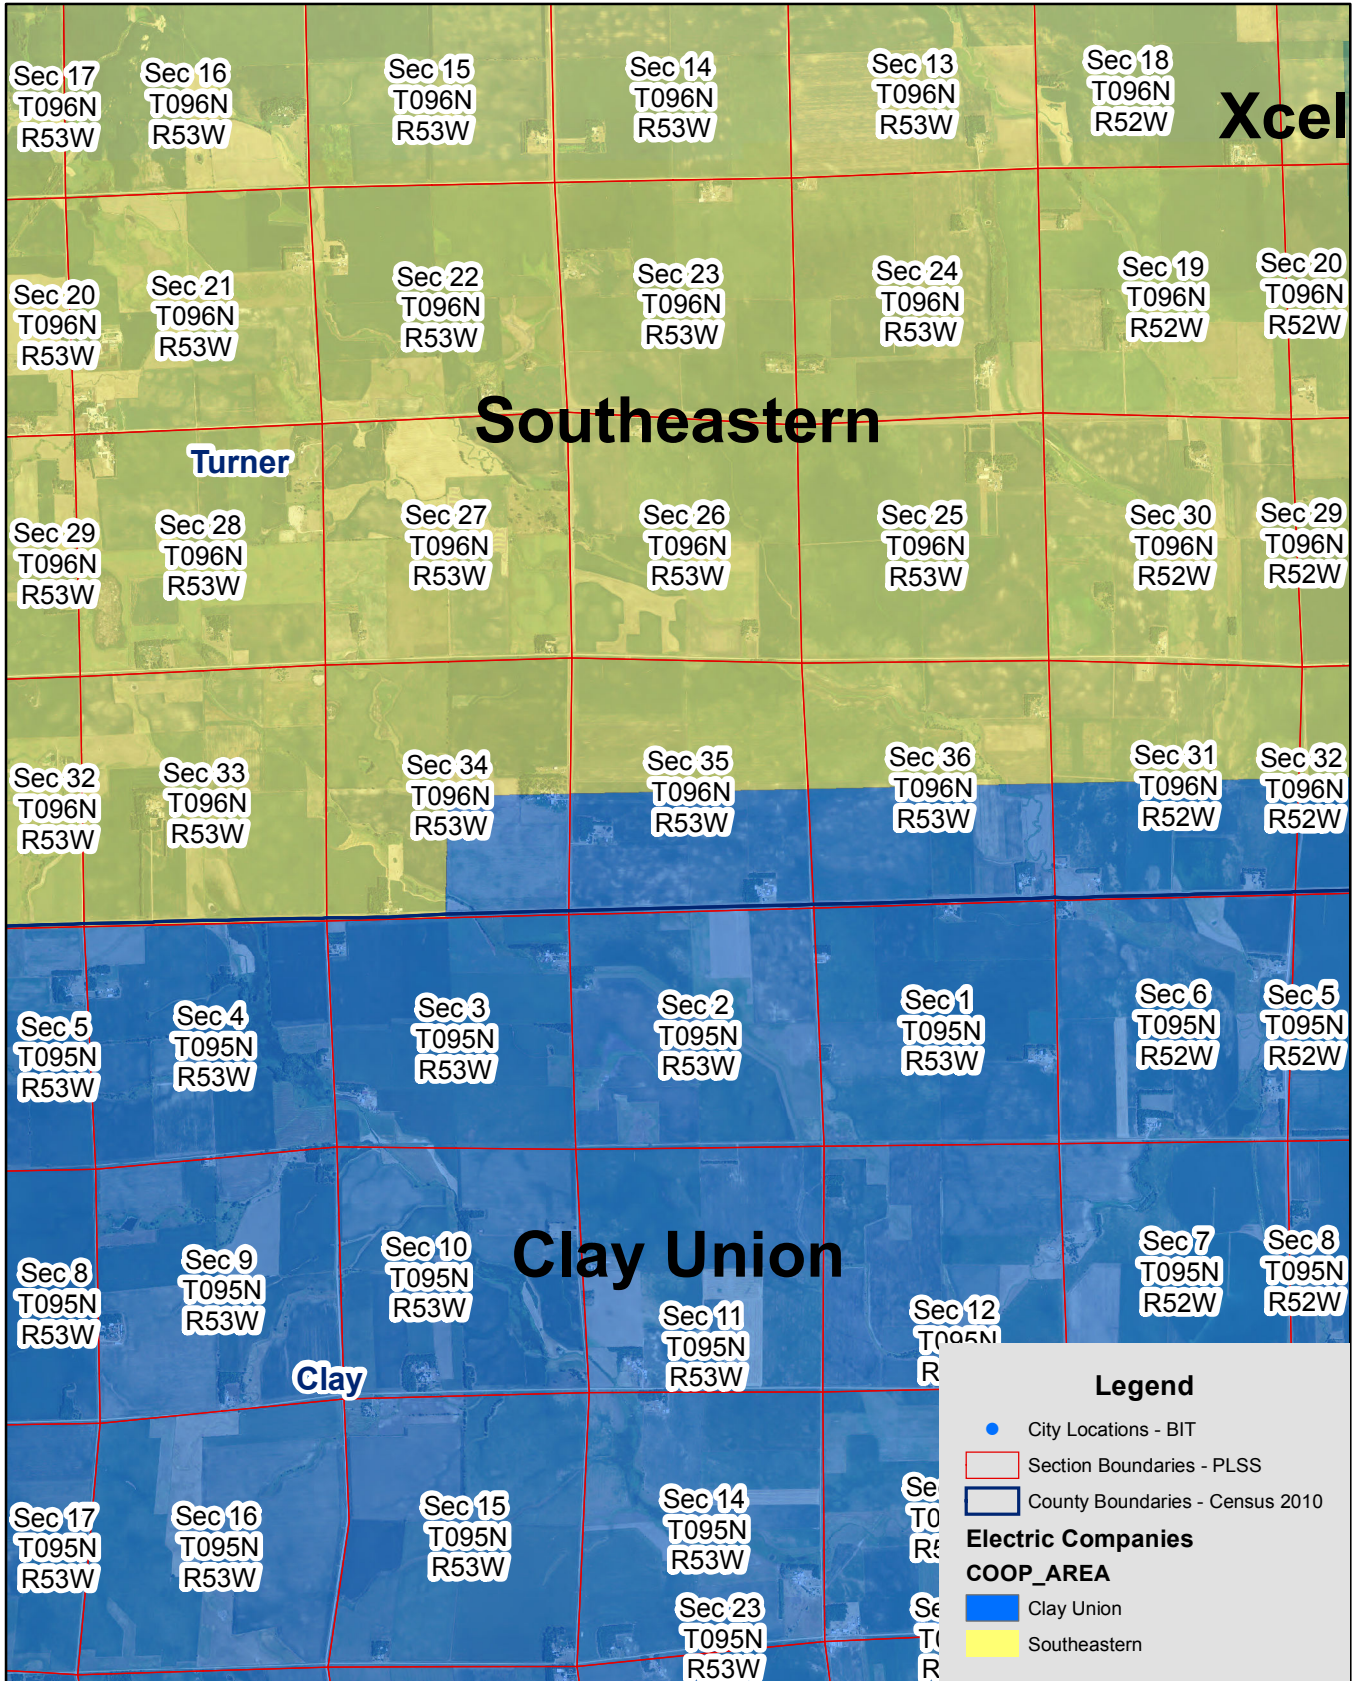 Sec 17
T096N
R53W
Sec 16
T096N
R53W
Sec 15
T096N
R53W
Sec 14
T096N
R53W
Sec 13
T096N
R53W
Sec 18
T096N
R52W
Xcel
Sec 20
T096N
R53W
Sec 21
T096N
R53W
Sec 22
T096N
R53W
Sec 23
T096N
R53W
Sec 24
T096N
R53W
Sec 19
T096N
R52W
Sec 20
T096N
R52W
Southeastern
Turner
Sec 29
T096N
R53W
Sec 28
T096N
R53W
Sec 27
T096N
R53W
Sec 26
T096N
R53W
Sec 25
T096N
R53W
Sec 30
T096N
R52W
Sec 29
T096N
R52W
Sec 32
T096N
R53W
Sec 33
T096N
R53W
Sec 34
T096N
R53W
Sec 35
T096N
R53W
Sec 36
T096N
R53W
Sec 31
T096N
R52W
Sec 32
T096N
R52W
Sec 5
T095N
R53W
Sec 4
T095N
R53W
Sec 3
T095N
R53W
Sec 2
T095N
R53W
Sec 1
T095N
R53W
Sec 6
T095N
R52W
Sec 5
T095N
R52W
Sec 8
T095N
R53W
Sec 9
T095N
R53W
Sec 10
T095N
R53W
Clay Union
Sec 11
T095N
R53W
Sec 12
T095N
R
Sec 7
T095N
R52W
Sec 8
T095N
R52W
Clay
Sec 17
T095N
R53W
Sec 16
T095N
R53W
Sec 15
T095N
R53W
Sec 14
T095N
R53W
Se
T0
R5
Sec 23
T095N
R53W
Se
T0
R
Legend
City Locations - BIT
Section Boundaries - PLSS
County Boundaries - Census 2010
Electric Companies
COOP_AREA
Clay Union
Southeastern